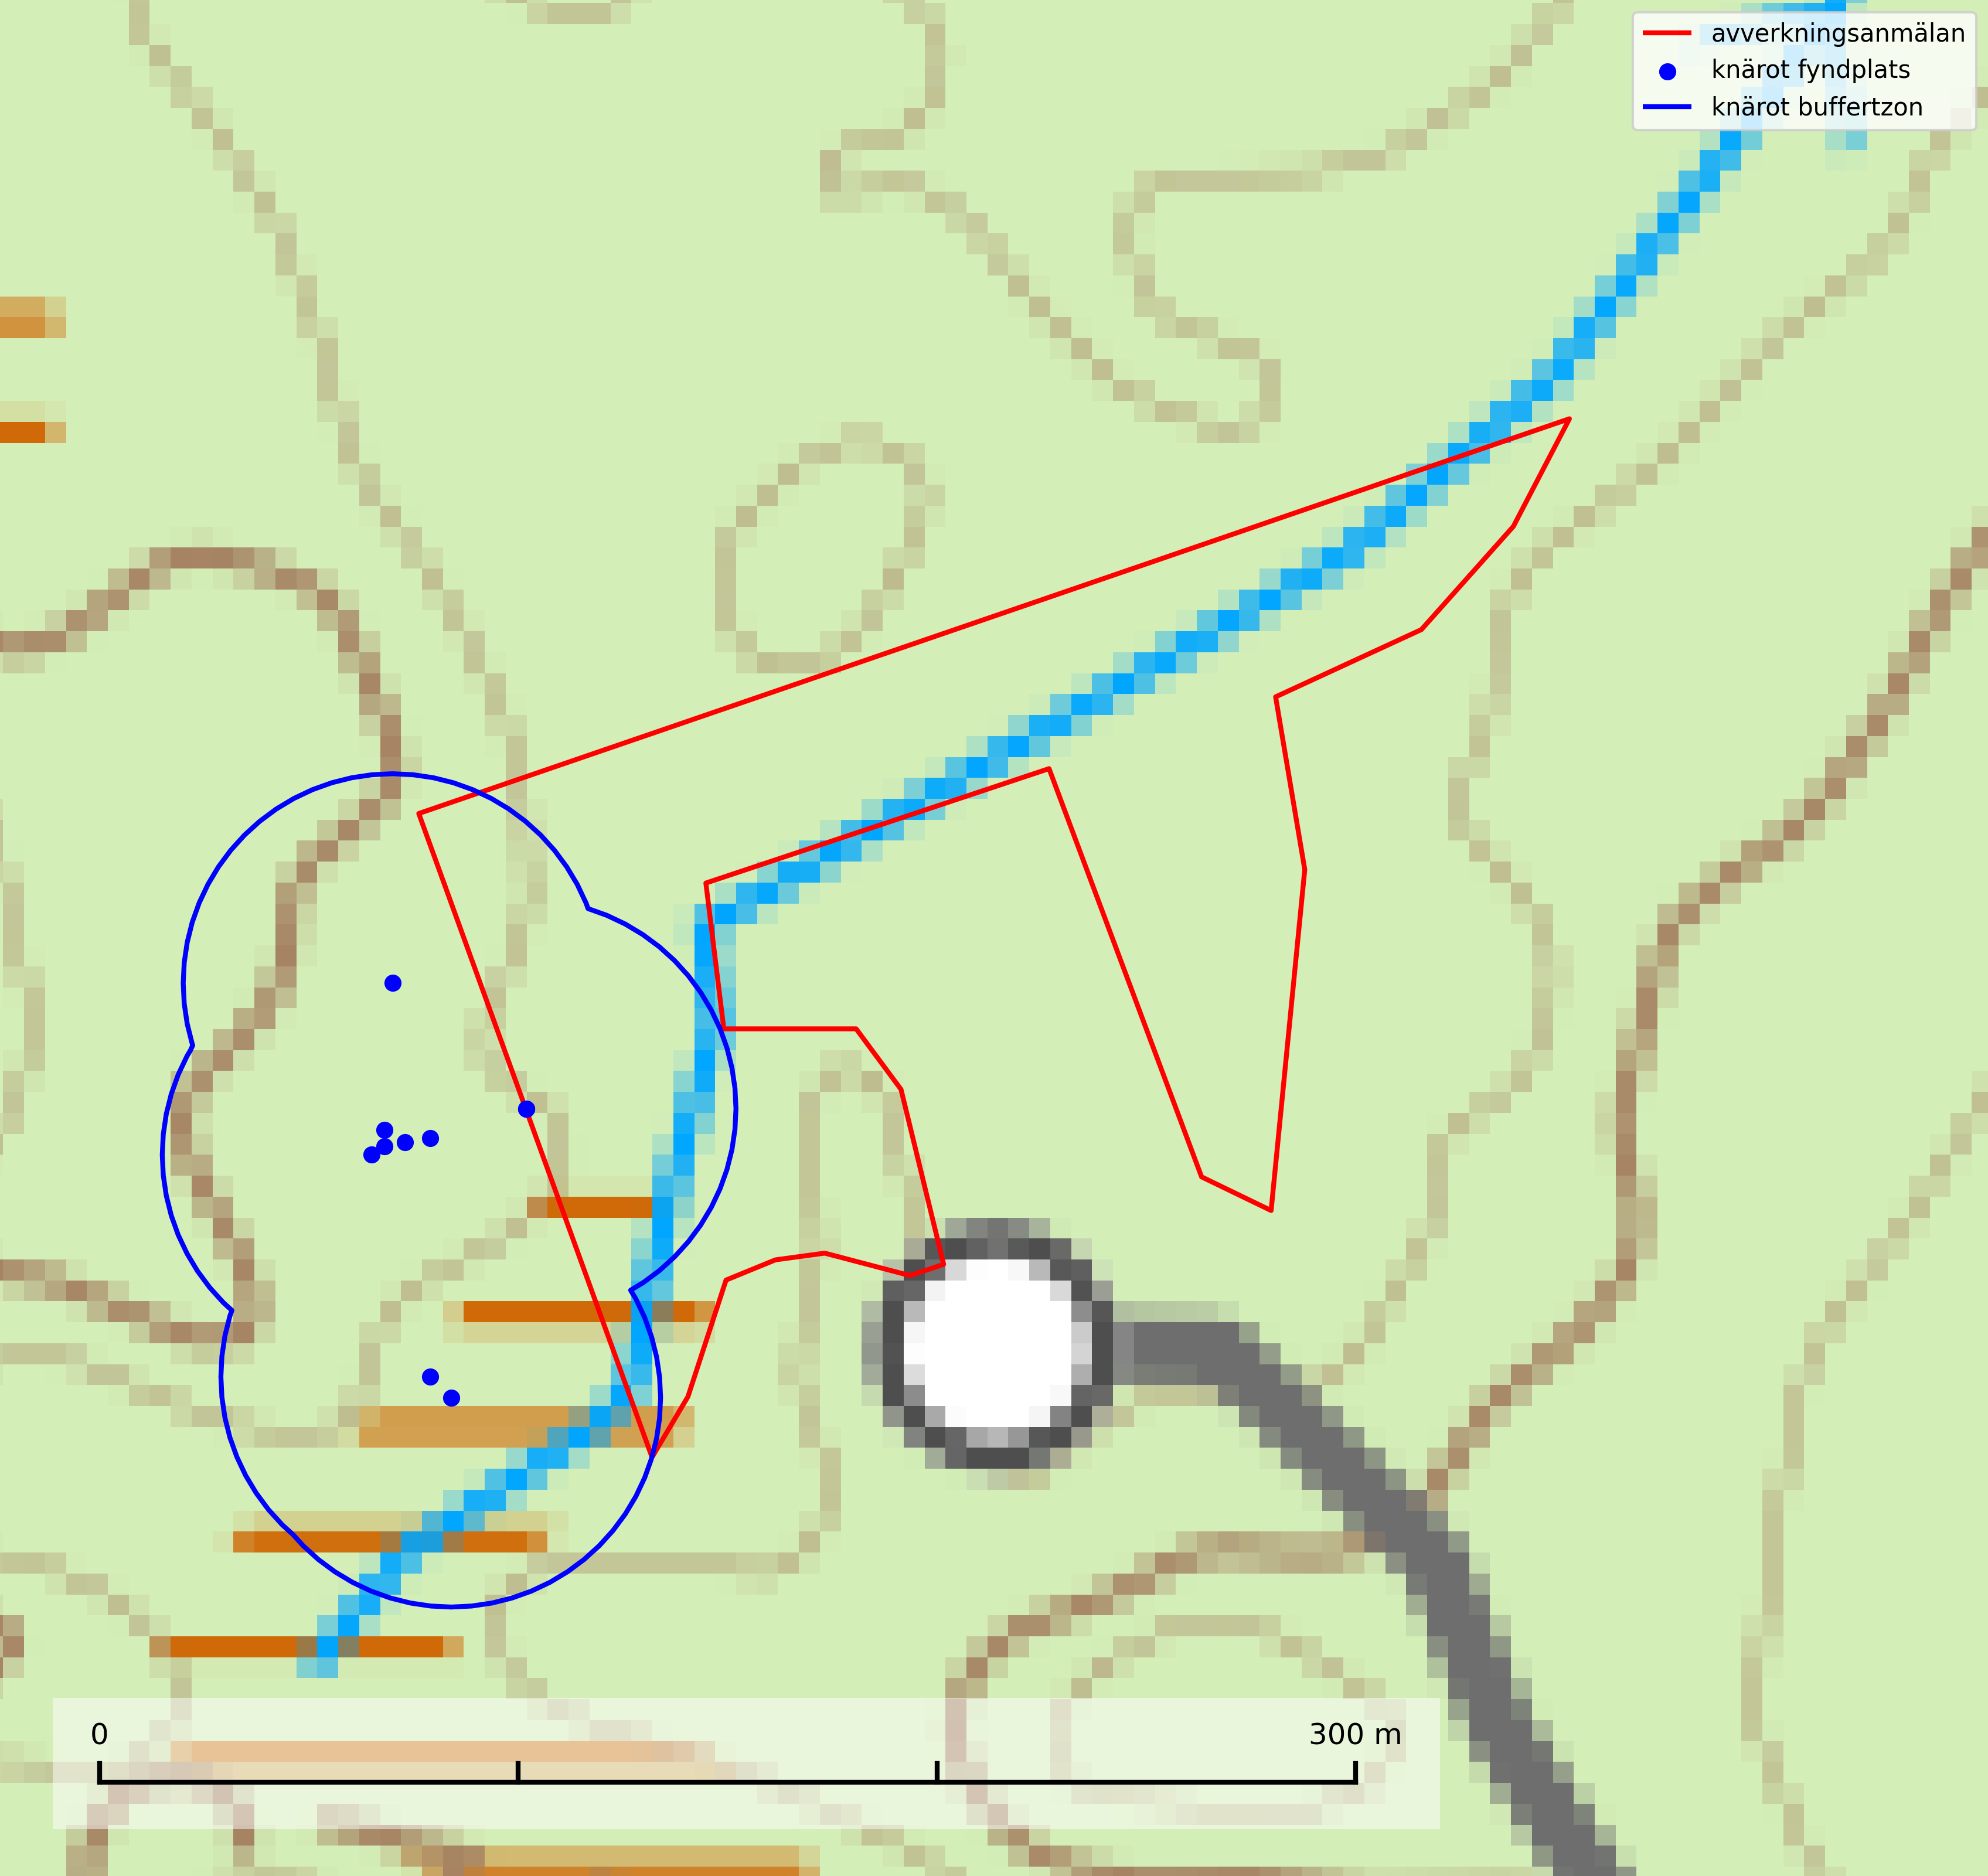 avverkningsanmälan
knärot fyndplats
knärot buffertzon
0
300 m